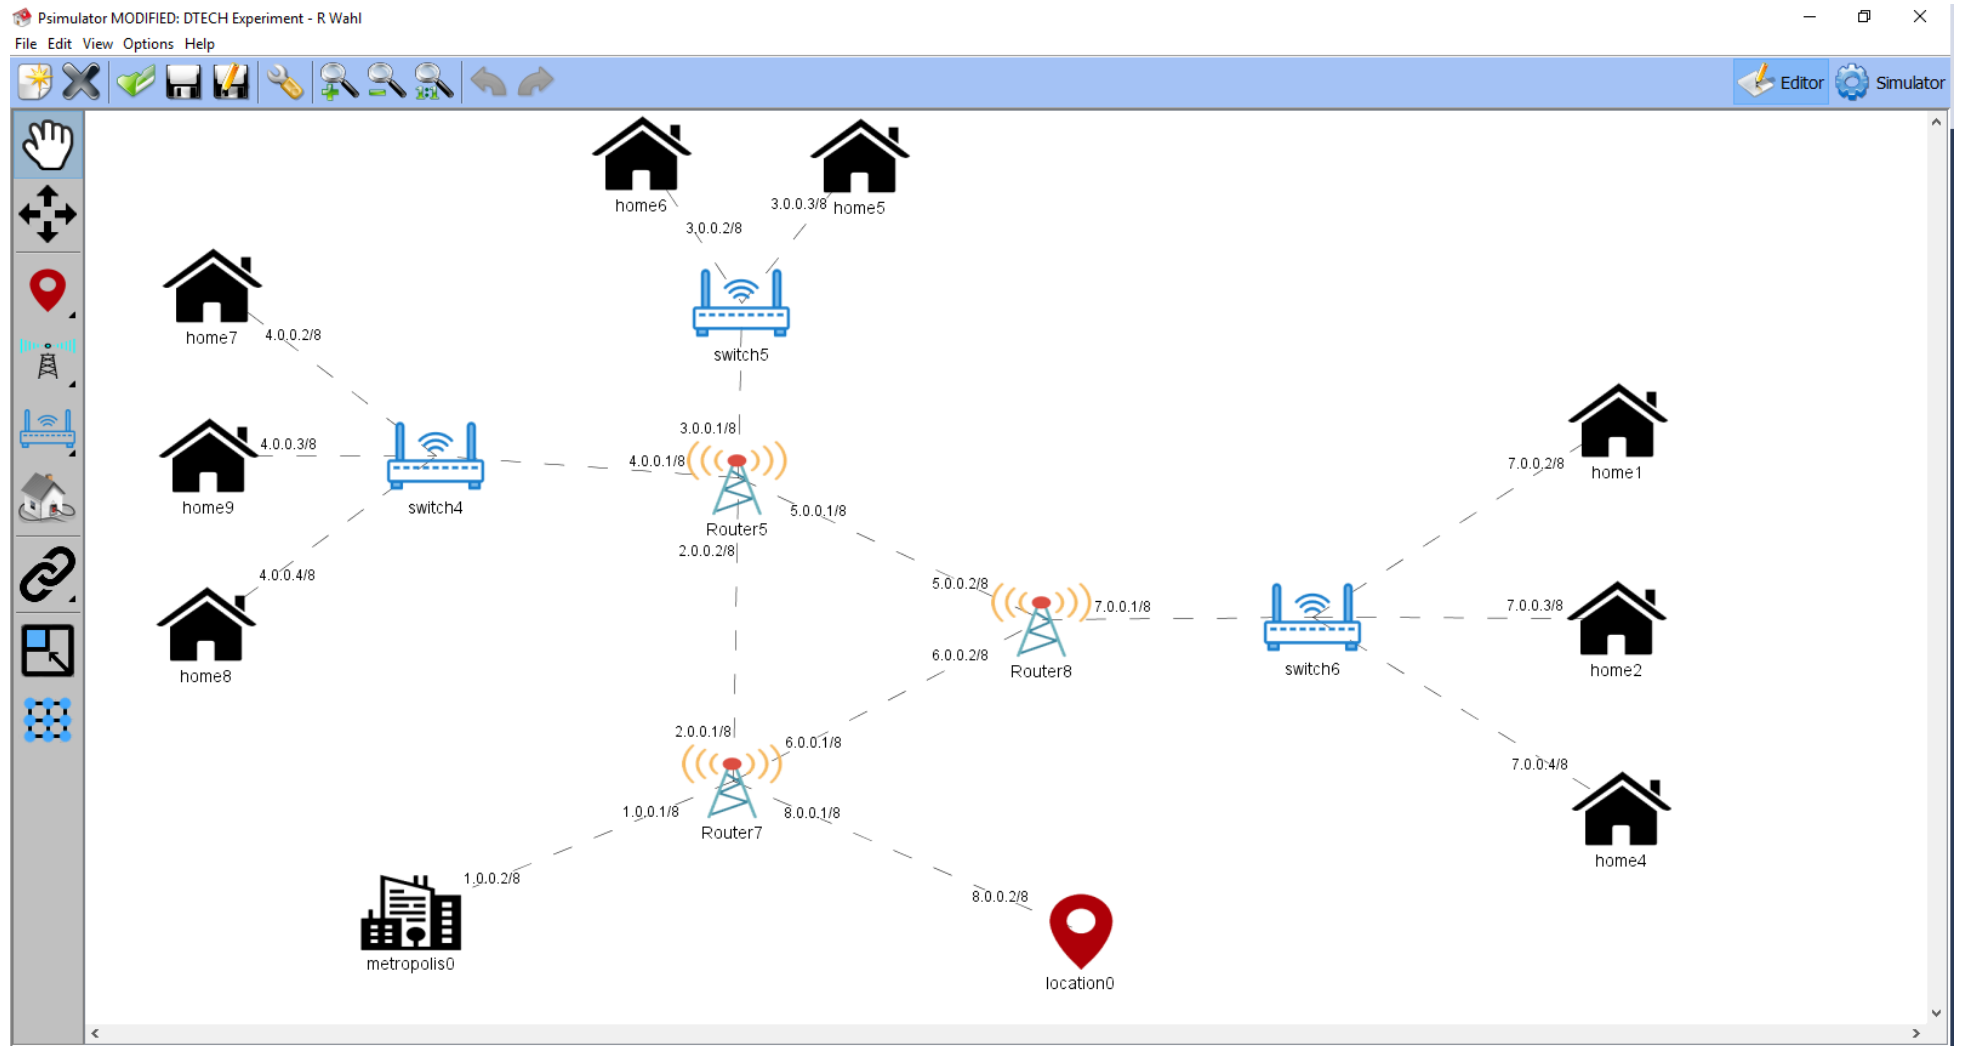 Psimulator MODIFIED: DTECH Experiment - R Wahl
File Edit View Options Help
Editor Simulator
home6
3.0.0.3/8 home5
3.0.0.2/8
home7
4.0.0.2/8
switch5
3.0.0.1/8
4.0.0.3/8
4.0.0.1/8
7.0.0.2/8
home1
home9
switch4
5.0.0.1/8
Router5
2.0.0.2/8
4.0.0.4/8
5.0.0.2/8
7.0.0.1/8
7.0.0.3/8
home8
6.0.0.2/8
Router8
switch6
home2
2.0.0.1/8
6.0.0.1/8
7.0.0.4/8
1.0.0.1/8
8.0.0.1/8
Router7
home4
1.0.0.2/8
8.0.0.2/8
metropolis0
location0